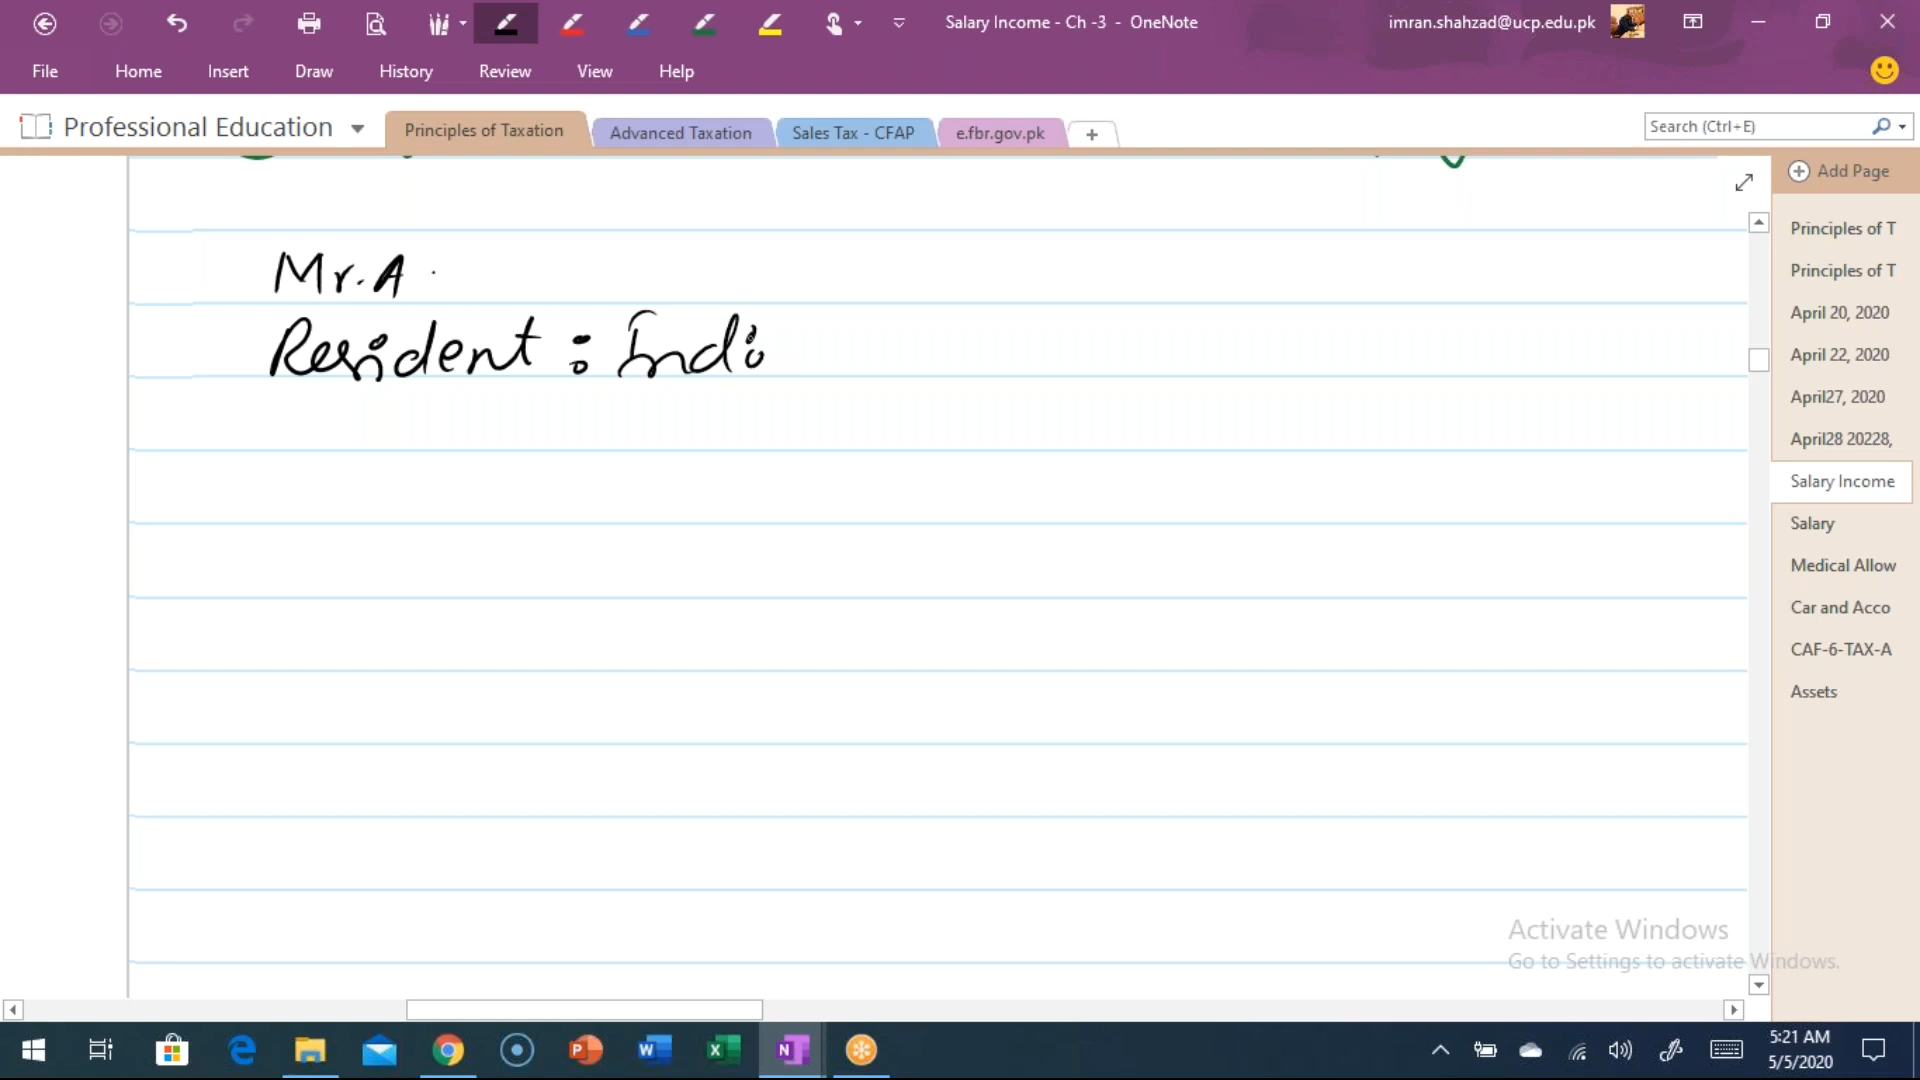 Salary Income - Ch -3 - OneNote
imran.shahzad@ucp.edu.pk
File Home Insert Draw History Review View Help
Professional Education
Principles of Taxation
Advanced Taxation
Sales Tax - CFAP
e.fbr.gov.pk
Search (Ctrl+E)
Add Page
Principles of T
Principles of T
April 20, 2020
April 22, 2020
April27, 2020
April28 20228,
Salary Income
Salary
Medical Allow
Car and Acco
CAF-6-TAX-A
Assets
Mr. A
Resident : Indi
Activate Windows
Go to Settings to activate Windows.
5:21 AM
5/5/2020